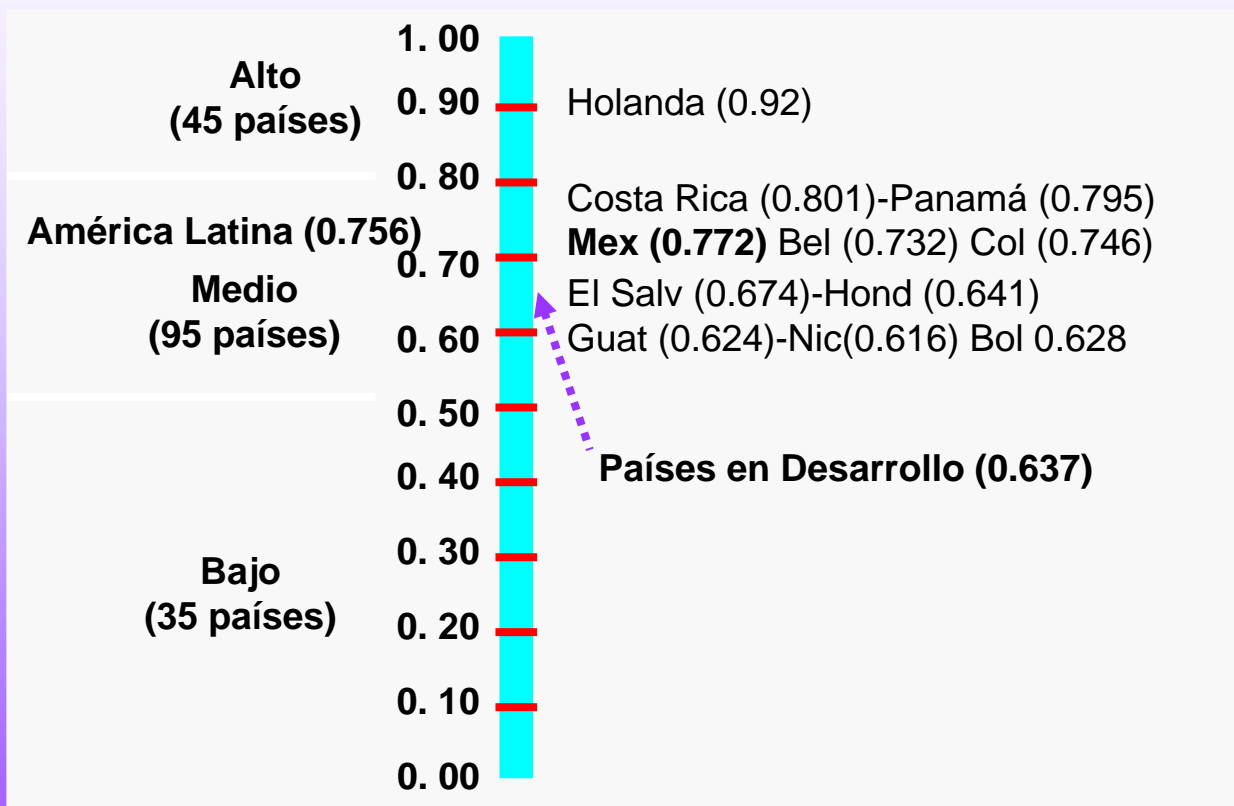 Alto
(45 países)
América Latina (0.756)
Medio
(95 países)
Bajo
(35 países)
1. 00
0. 90
0. 80
0. 70
0. 60
0. 50
0. 40
0. 30
0. 20
0. 10
0. 00
Holanda (0.92)
Costa Rica (0.801)-Panamá (0.795)
Mex (0.772) Bel (0.732) Col (0.746)
El Salv (0.674)-Hond (0.641)
Guat (0.624)-Nic(0.616) Bol 0.628
Países en Desarrollo (0.637)